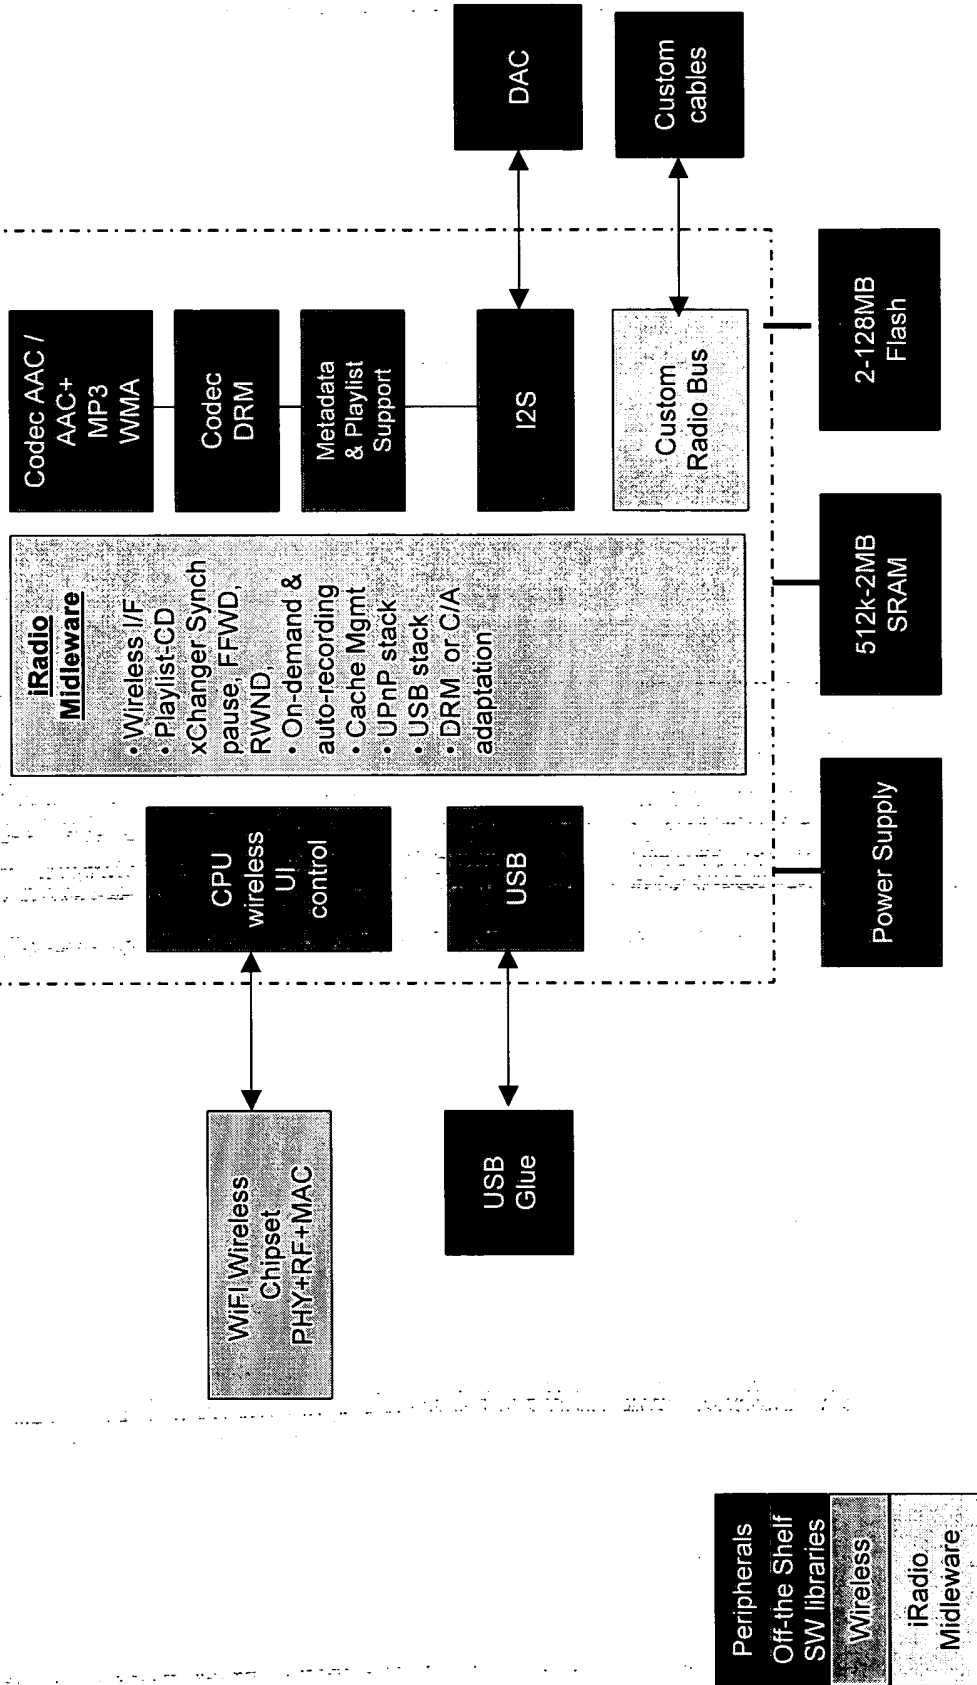 WiFI Wireless
Chipset
PHY+RF+MAC
CPU
wireless
UI
control
iRadio
Midleware
• Wireless I/F
• Playlist-CD
xChanger Synch
pause, FFWD,
RWND,
• On-demand &
auto-recording
• Cache Mgmt
• UPnP stack
• USB stack
• DRM or C/A
adaptation
Codec AAC /
AAC+
MP3
WMA
Codec
DRM
Metadata
& Playlist
Support
USB
Glue
USB
I2S
DAC
Custom
Radio Bus
Custom
cables
Power Supply
512k-2MB
SRAM
2-128MB
Flash
Peripherals
Off-the Shelf
SW libraries
Wireless
iRadio
Midleware